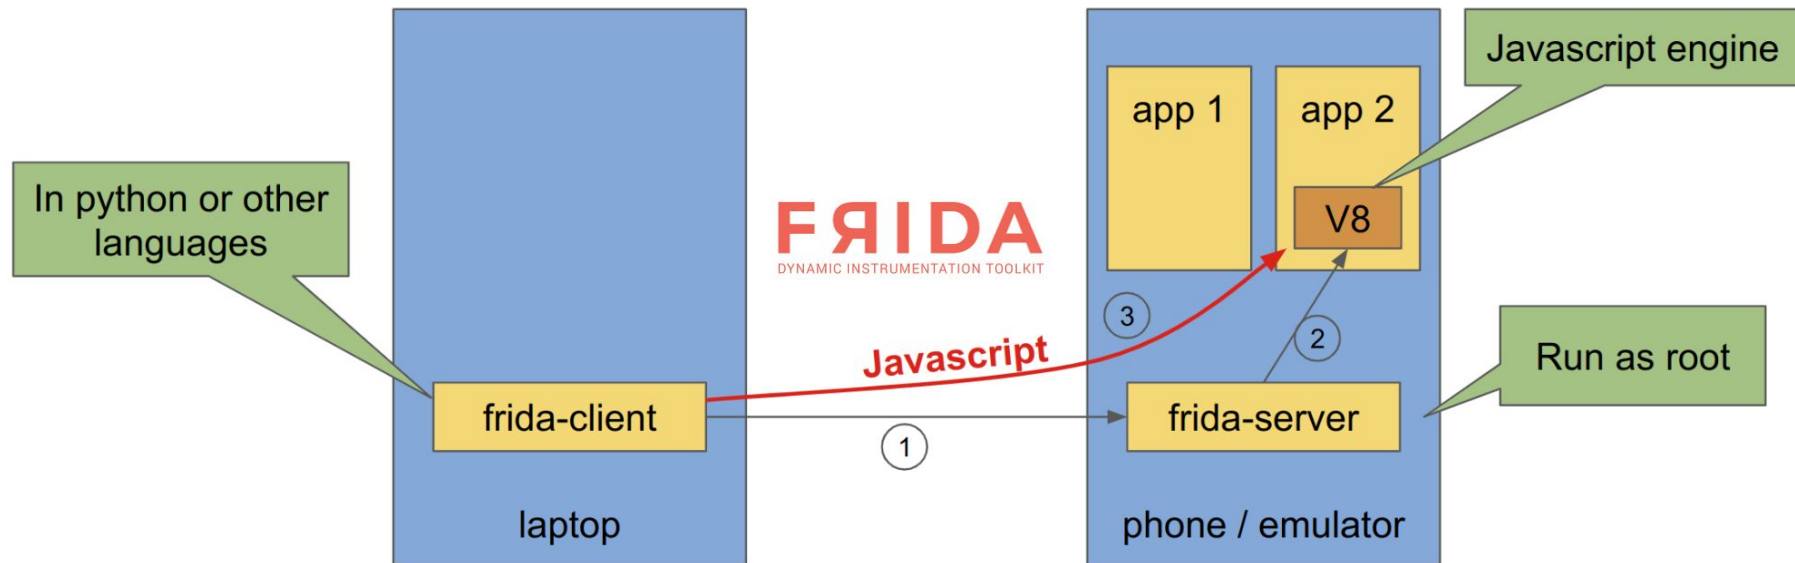 Javascript engine
app 1
app 2
In python or other
languages
V8
FRIDA
DYNAMIC INSTRUMENTATION TOOLKIT
3
2
Javascript
Run as root
frida-client
frida-server
1
laptop
phone / emulator